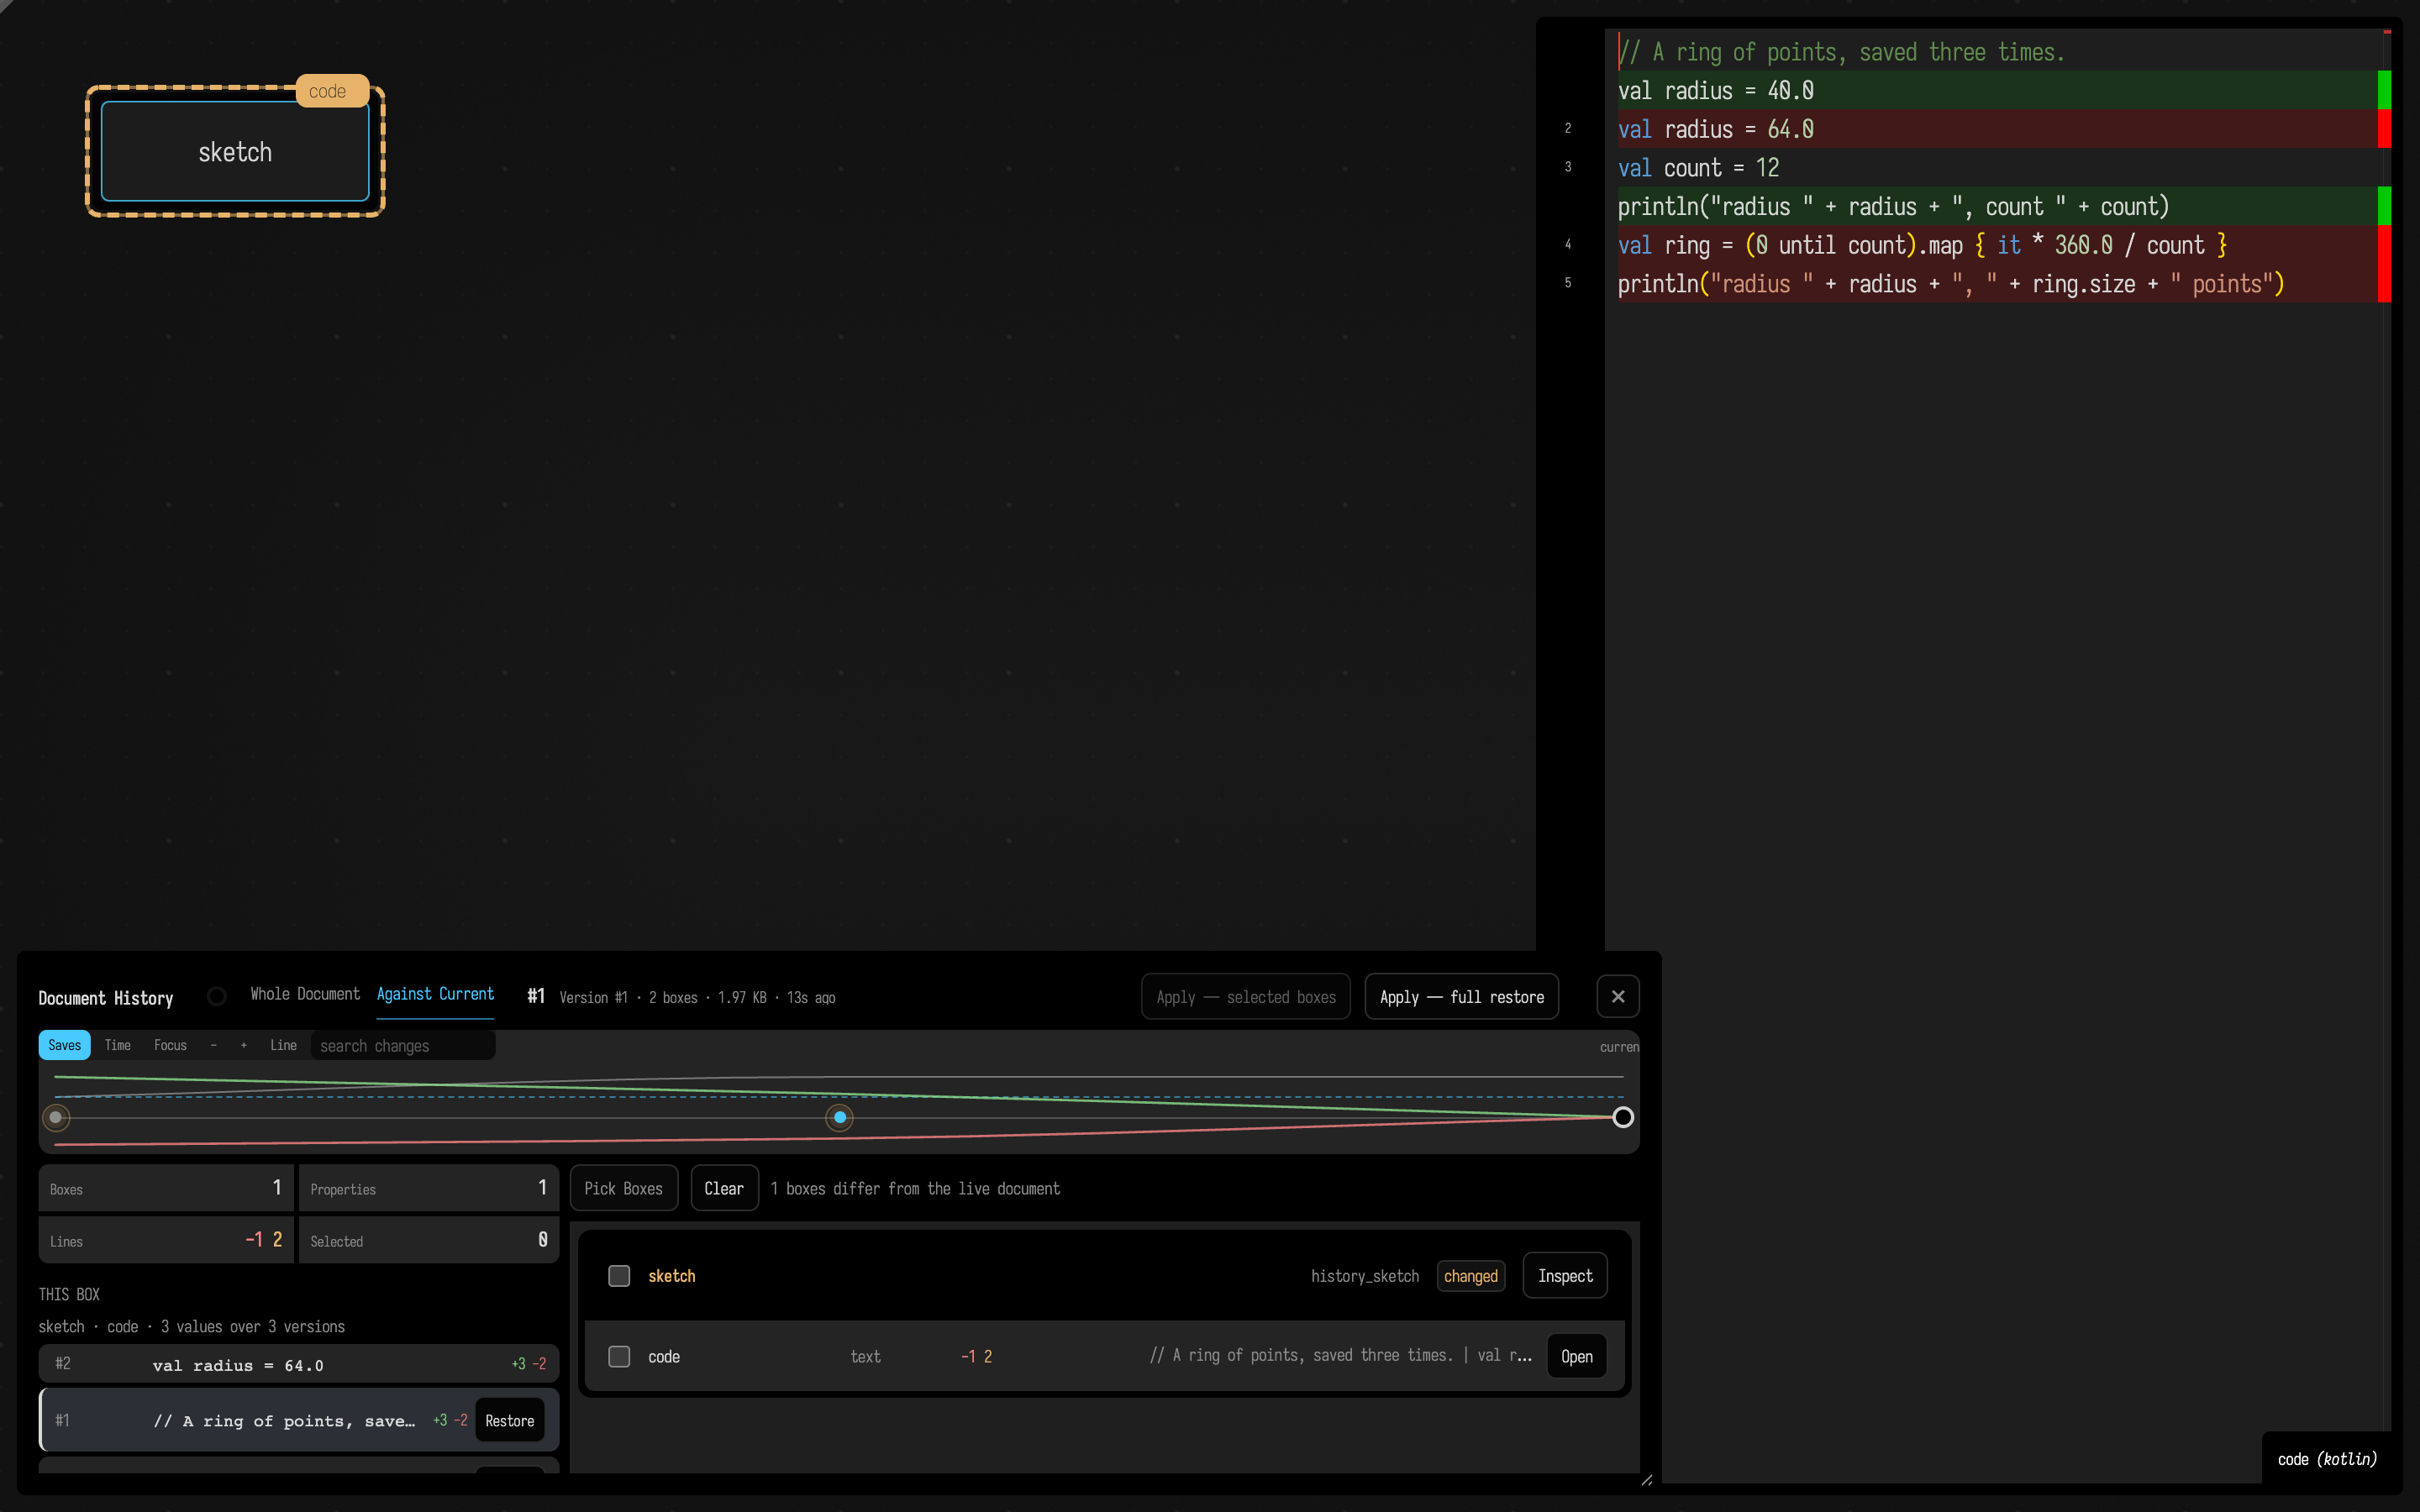 code
sketch
// A ring of points, saved three times.
val radius = 40.0
2 val radius = 64.0
3 val count = 12
println("radius " + radius + ", count " + count)
4 val ring = (0 until count).map { it * 360.0 / count }
5 println("radius " + radius + ", " + ring.size + " points")
Document History Whole Document Against Current #1 Version #1 · 2 boxes · 1.97 KB · 13s ago Apply — selected boxes Apply — full restore ✕
Saves Time Focus - + Line search changes curren
Boxes 1 Properties 1 Pick Boxes Clear 1 boxes differ from the live document
Lines -1 2 Selected 0
sketch history_sketch changed Inspect
THIS BOX
sketch · code · 3 values over 3 versions
code text -1 2 // A ring of points, saved three times. | val r... Open
#2 val radius = 64.0 +3 -2
#1 // A ring of points, save… +3 -2 Restore
code (kotlin)